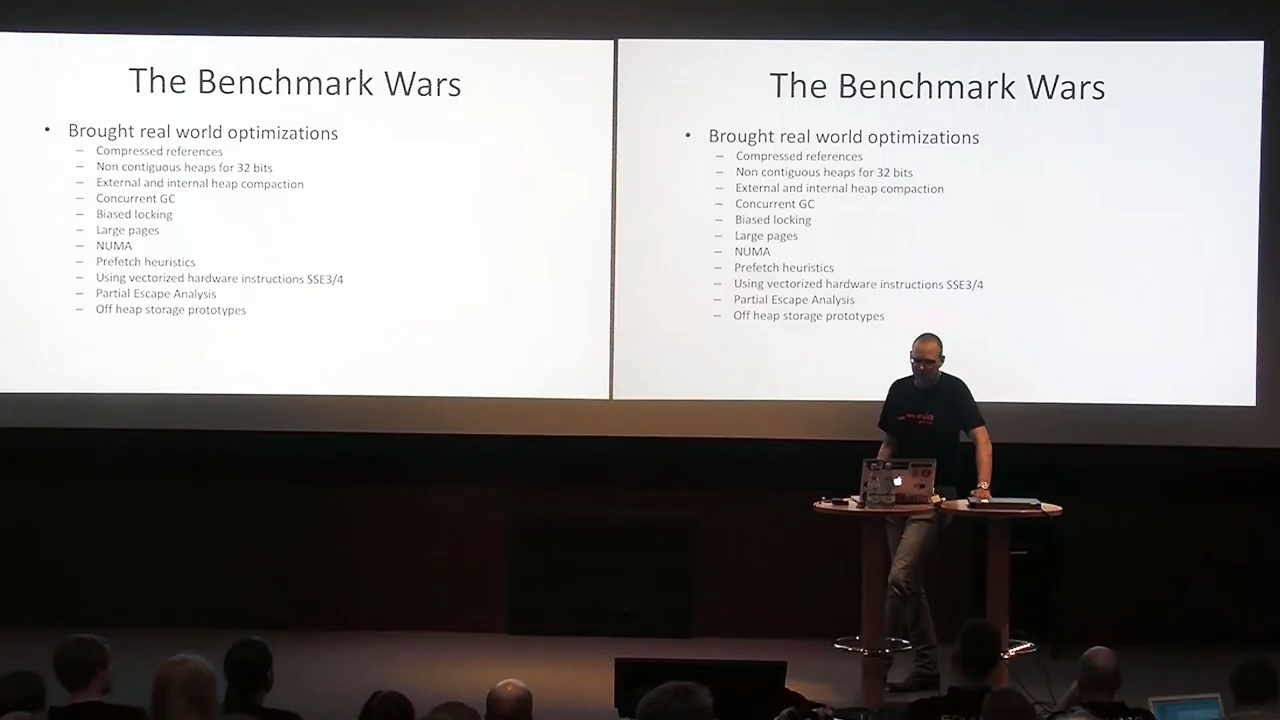 The Benchmark Wars
• Brought real world optimizations
– Compressed references
– Non contiguous heaps for 32 bits
– External and internal heap compaction
– Concurrent GC
– Biased locking
– Large pages
– NUMA
– Prefetch heuristics
– Using vectorized hardware instructions SSE3/4
– Partial Escape Analysis
– Off heap storage prototypes
The Benchmark Wars
• Brought real world optimizations
– Compressed references
– Non contiguous heaps for 32 bits
– External and internal heap compaction
– Concurrent GC
– Biased locking
– Large pages
– NUMA
– Prefetch heuristics
– Using vectorized hardware instructions SSE3/4
– Partial Escape Analysis
– Off heap storage prototypes